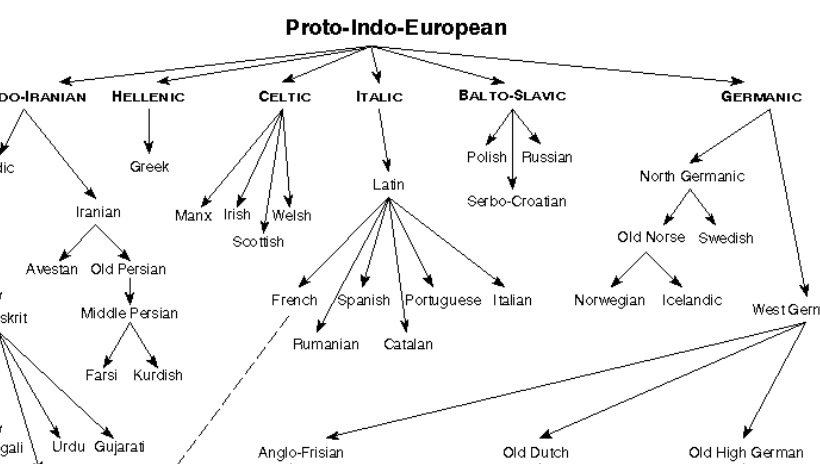 Proto-Indo-European
DO-IRANIAN HELLENIC CELTIC ITALIC BALTO-SLAVIC GERMANIC
dic Greek Polish Russian
North Germanic
Latin
Serbo-Croatian
Iranian Manx Irish Welsh
Scottish
Old Norse Swedish
Avestan Old Persian
French Spanish Portuguese Italian Norwegian Icelandic
skrit Middle Persian West Germ
Rumanian Catalan
Farsi Kurdish
gali Urdu Gujarati
Anglo-Frisian Old Dutch Old High German